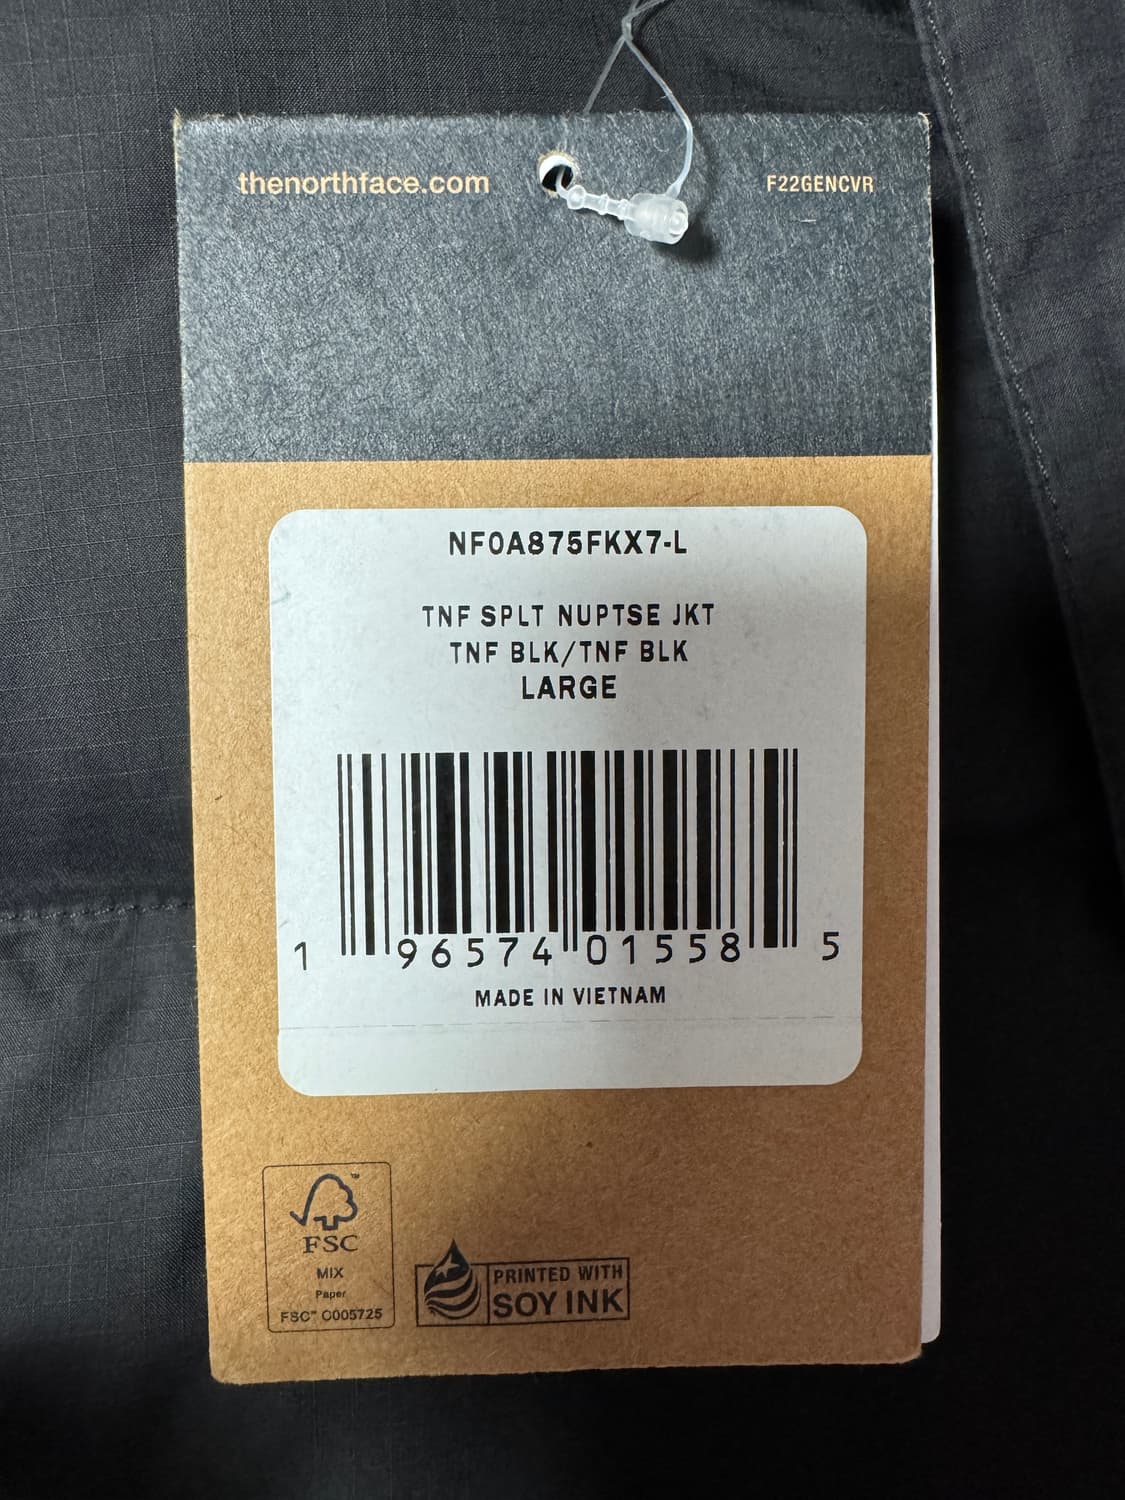 thenorthface.com
F22GENCVR
NF0A875FKX7-L
TNF SPLT NUPTSE JKT
TNF BLK/TNF BLK
LARGE
1 96574 01558 5
MADE IN VIETNAM
FSC
MIX
Paper
FSC™ C005725
PRINTED WITH
SOY INK